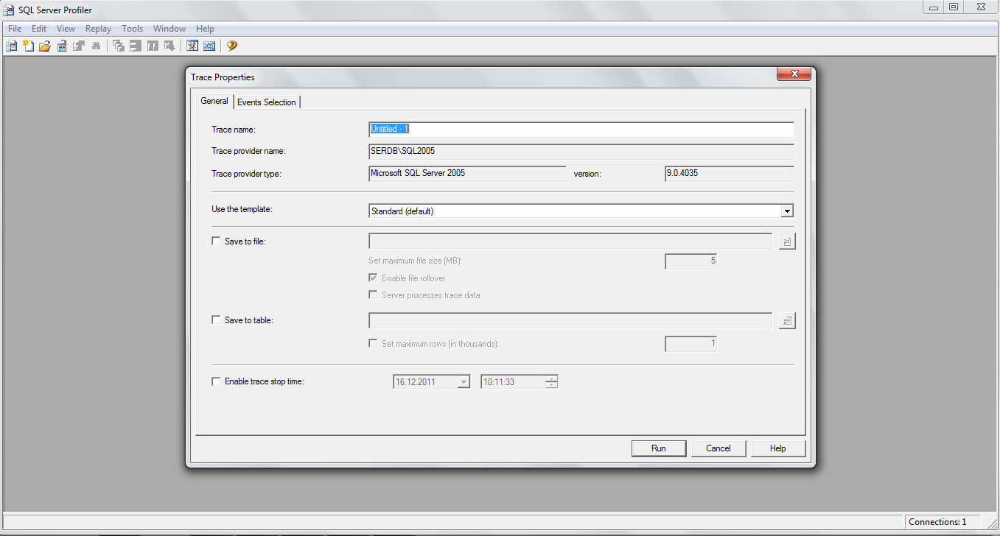 SQL Server Profiler
File Edit View Replay Tools Window Help
Trace Properties
General Events Selection
Trace name: Untitled - 1
Trace provider name: SERDB\SQL2005
Trace provider type: Microsoft SQL Server 2005 version: 9.0.4035
Use the template: Standard (default)
Save to file:
Set maximum file size (MB): 5
Enable file rollover
Server processes trace data
Save to table:
Set maximum rows (in thousands): 1
Enable trace stop time: 16.12.2011 10:11:33
Run Cancel Help
Connections: 1